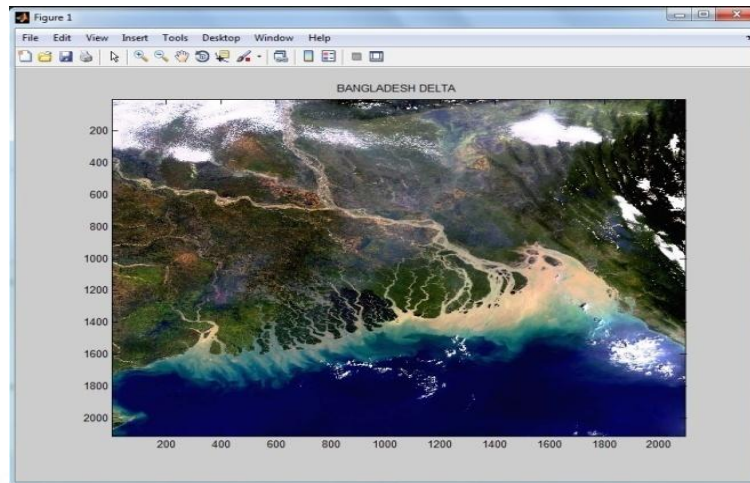 Figure 1
File Edit View Insert Tools Desktop Window Help
BANGLADESH DELTA
200
400
600
800
1000
1200
1400
1600
1800
2000
200 400 600 800 1000 1200 1400 1600 1800 2000